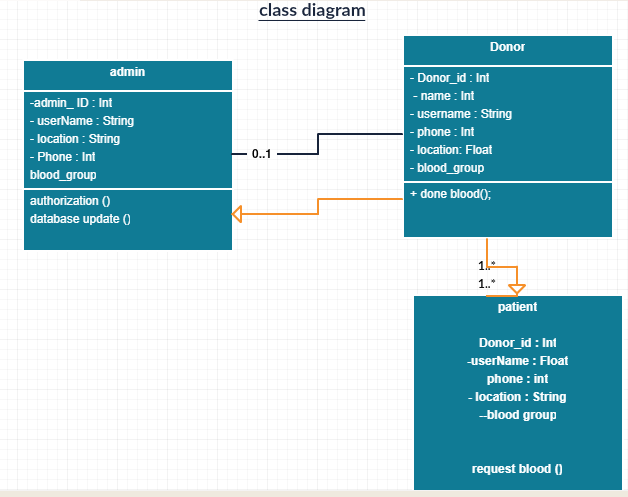 class diagram
admin
-admin_ ID : Int
- userName : String
- location : String
- Phone : Int
blood_group
authorization ()
database update ()
0..1
Donor
- Donor_id : Int
- name : Int
- username : String
- phone : Int
- location: Float
- blood_group
+ done blood();
1..*
1..*
patient
Donor_id : Int
-userName : Float
phone : int
- location : String
--blood group
request blood ()